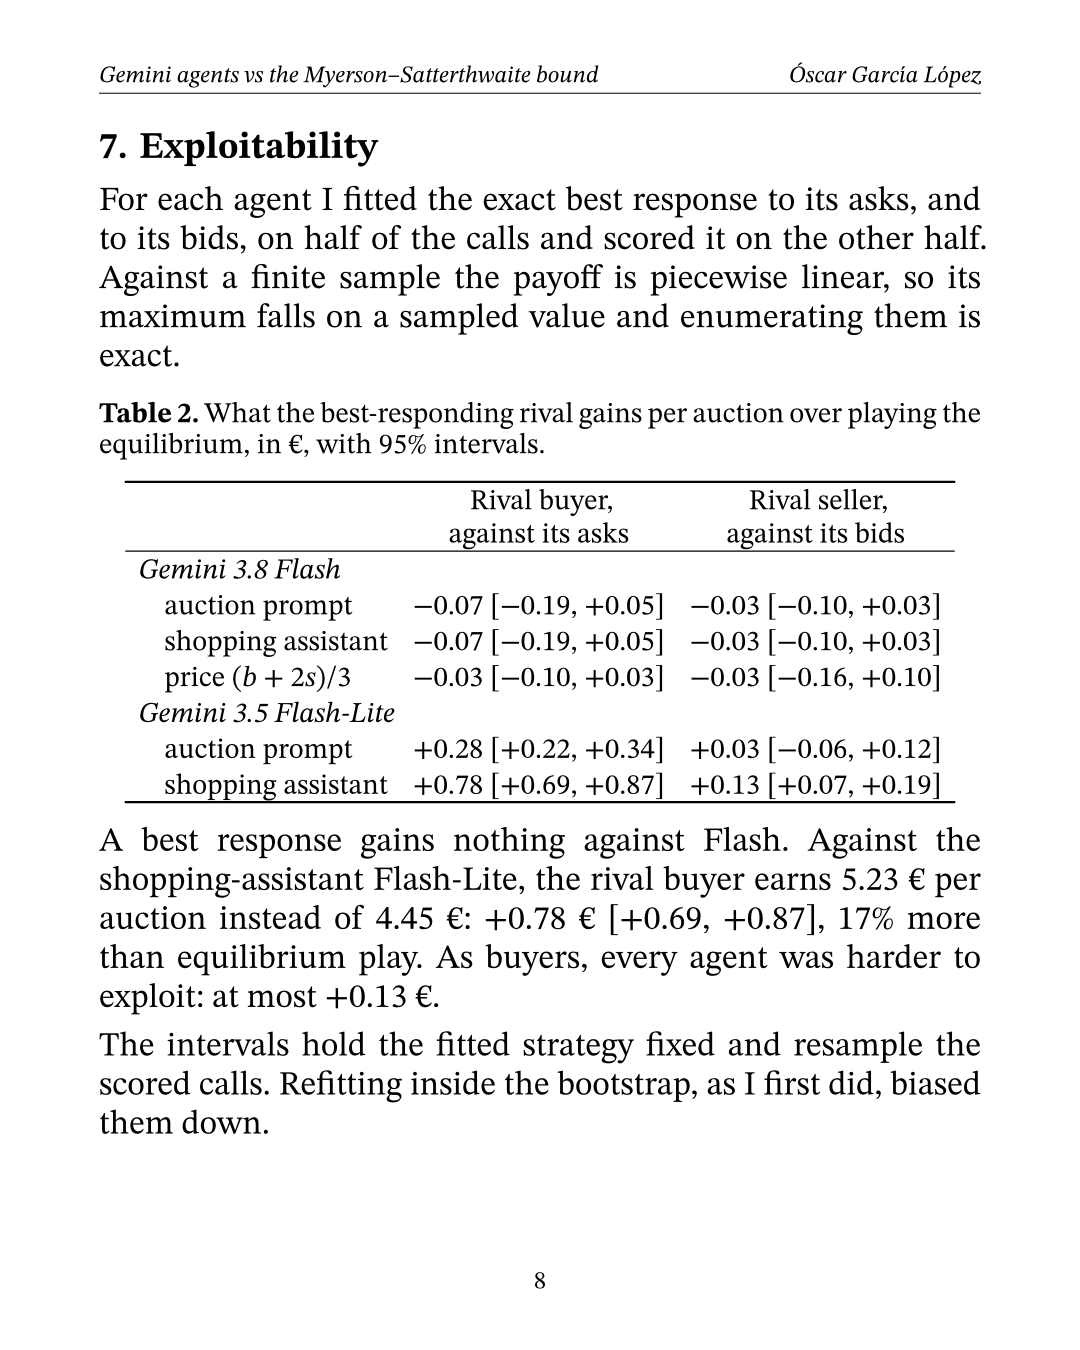 Gemini agents vs the Myerson–Satterthwaite bound Óscar García López
7. Exploitability
For each agent I fitted the exact best response to its asks, and
to its bids, on half of the calls and scored it on the other half.
Against a finite sample the payoff is piecewise linear, so its
maximum falls on a sampled value and enumerating them is
exact.
Table 2. What the best-responding rival gains per auction over playing the
equilibrium, in €, with 95% intervals.
Rival buyer, Rival seller,
against its asks against its bids
Gemini 3.8 Flash
auction prompt −0.07 [−0.19, +0.05] −0.03 [−0.10, +0.03]
shopping assistant −0.07 [−0.19, +0.05] −0.03 [−0.10, +0.03]
price (b + 2s)/3 −0.03 [−0.10, +0.03] −0.03 [−0.16, +0.10]
Gemini 3.5 Flash-Lite
auction prompt +0.28 [+0.22, +0.34] +0.03 [−0.06, +0.12]
shopping assistant +0.78 [+0.69, +0.87] +0.13 [+0.07, +0.19]
A best response gains nothing against Flash. Against the
shopping-assistant Flash-Lite, the rival buyer earns 5.23 € per
auction instead of 4.45 €: +0.78 € [+0.69, +0.87], 17% more
than equilibrium play. As buyers, every agent was harder to
exploit: at most +0.13 €.
The intervals hold the fitted strategy fixed and resample the
scored calls. Refitting inside the bootstrap, as I first did, biased
them down.
8